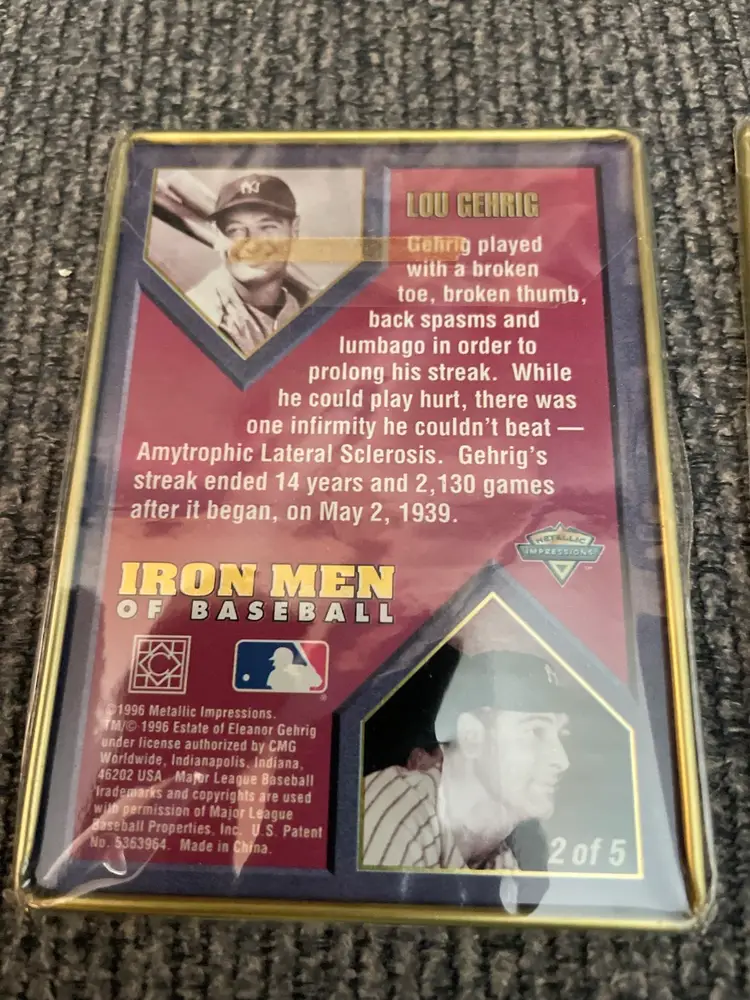 LOU GEHRIG
Gehrig played
with a broken
toe, broken thumb,
back spasms and
lumbago in order to
prolong his streak. While
he could play hurt, there was
one infirmity he couldn't beat —
Amytrophic Lateral Sclerosis. Gehrig's
streak ended 14 years and 2,130 games
after it began, on May 2, 1939.
METALLIC
IMPRESSIONS
TM
IRON MEN
OF BASEBALL
©1996 Metallic Impressions.
TM/© 1996 Estate of Eleanor Gehrig
under license authorized by CMG
Worldwide, Indianapolis, Indiana,
46202 USA Major League Baseball
Trademarks and copyrights are used
with permission of Major League
Baseball Properties, Inc. U.S. Patent
No. 5363964. Made in China.
2 of 5